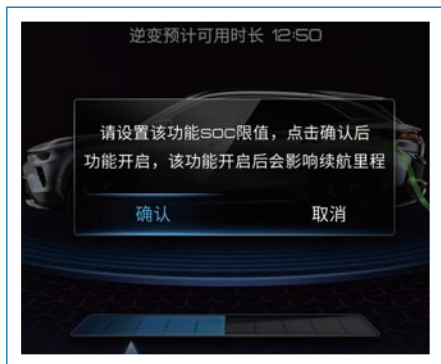 逆变预计可用时长 12:50
请设置该功能SOC限值，点击确认后
功能开启，该功能开启后会影响续航里程
确认 取消